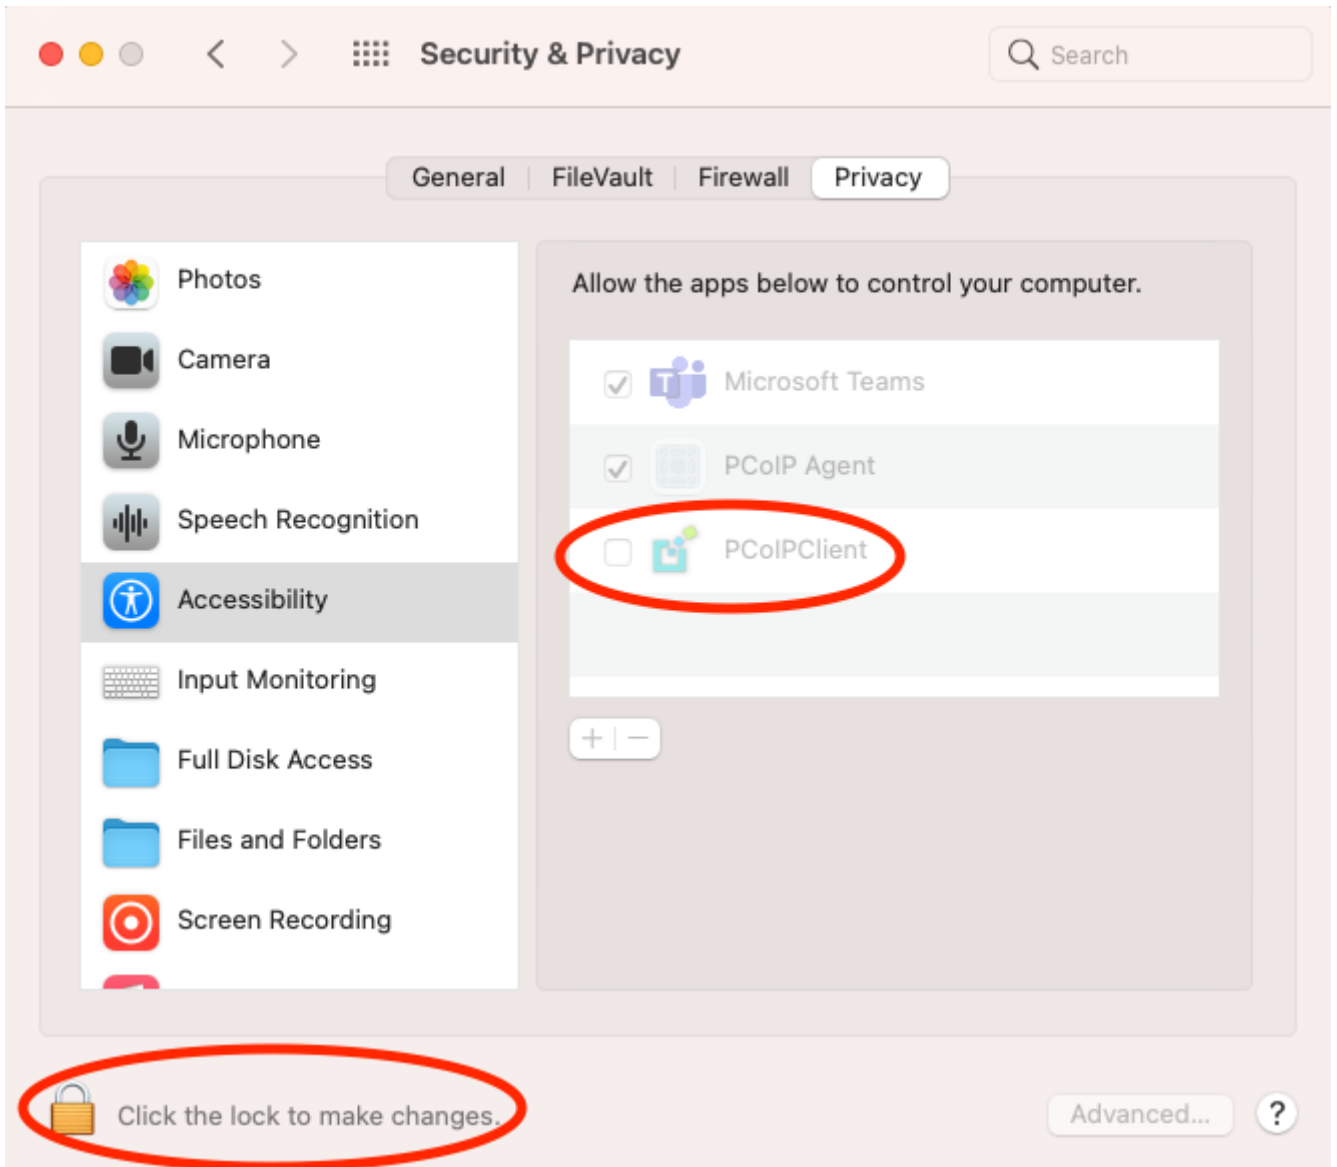 Security & Privacy
Search
General
FileVault
Firewall
Privacy
Photos
Camera
Microphone
Speech Recognition
Accessibility
Input Monitoring
Full Disk Access
Files and Folders
Screen Recording
Allow the apps below to control your computer.
Microsoft Teams
PCoIP Agent
PCoIPClient
Click the lock to make changes.
Advanced...
?